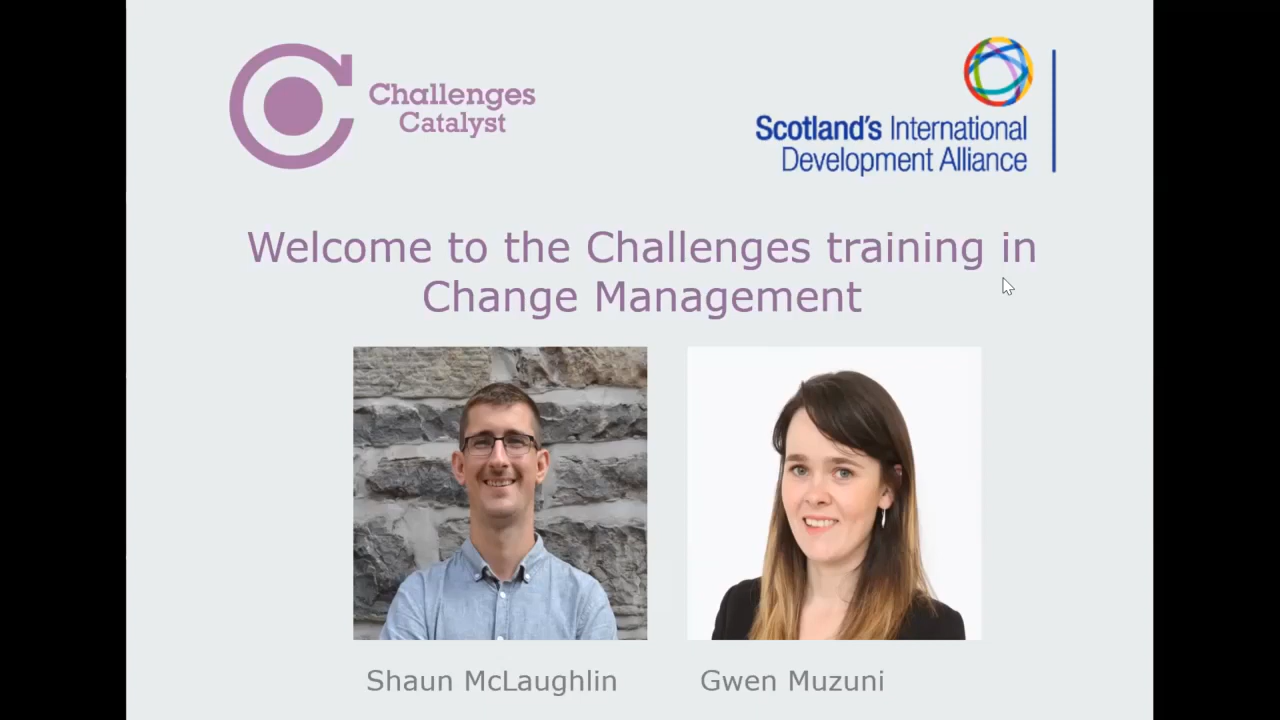 Challenges
Catalyst
Scotland's International
Development Alliance
Welcome to the Challenges training in
Change Management
Shaun McLaughlin
Gwen Muzuni